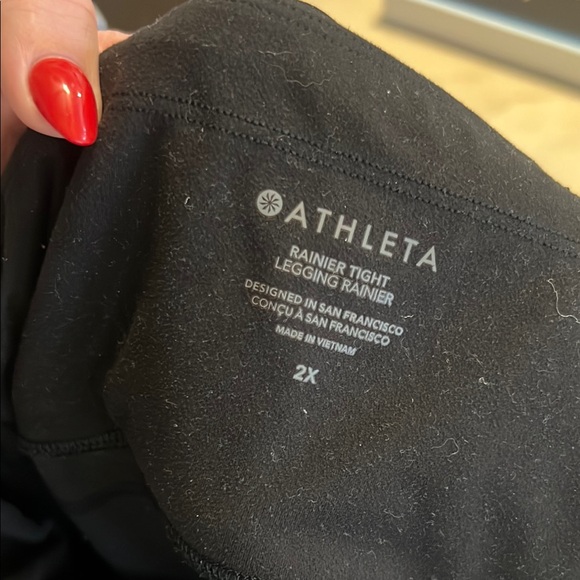 ATHLETA
RAINIER TIGHT
LEGGING RAINIER
DESIGNED IN SAN FRANCISCO
CONÇU À SAN FRANCISCO
MADE IN VIETNAM
2X